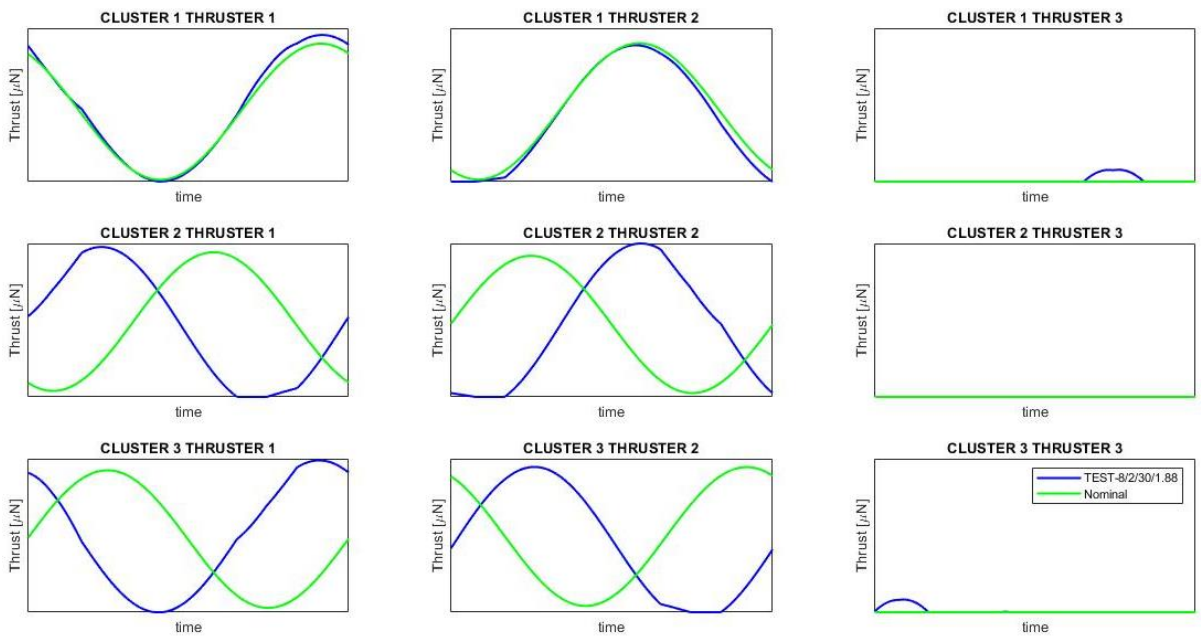 CLUSTER 1 THRUSTER 1
CLUSTER 1 THRUSTER 2
CLUSTER 1 THRUSTER 3
Thrust [μN]
Thrust [μN]
Thrust [μN]
time
time
time
CLUSTER 2 THRUSTER 1
CLUSTER 2 THRUSTER 2
CLUSTER 2 THRUSTER 3
Thrust [μN]
Thrust [μN]
Thrust [μN]
time
time
time
CLUSTER 3 THRUSTER 1
CLUSTER 3 THRUSTER 2
CLUSTER 3 THRUSTER 3
Thrust [μN]
Thrust [μN]
Thrust [μN]
TEST-8/2/30/1.88
Nominal
time
time
time